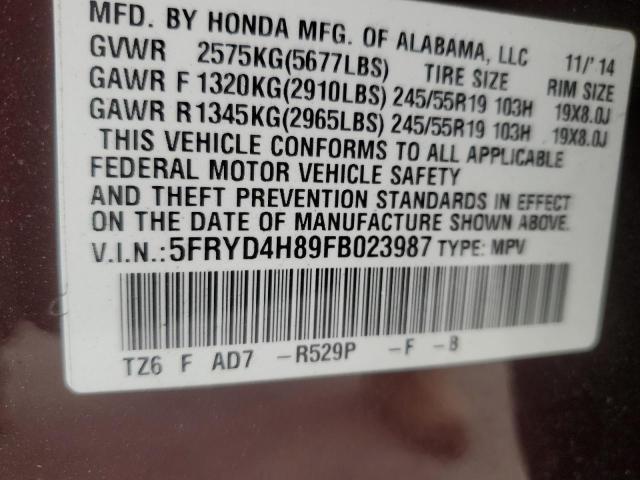 MFD. BY HONDA MFG. OF ALABAMA, LLC 11/'14
GVWR 2575KG(5677LBS) TIRE SIZE RIM SIZE
GAWR F 1320KG(2910LBS) 245/55R19 103H 19X8.0J
GAWR R 1345KG(2965LBS) 245/55R19 103H 19X8.0J
THIS VEHICLE CONFORMS TO ALL APPLICABLE
FEDERAL MOTOR VEHICLE SAFETY
AND THEFT PREVENTION STANDARDS IN EFFECT
ON THE DATE OF MANUFACTURE SHOWN ABOVE.
V.I.N.: 5FRYD4H89FB023987 TYPE: MPV
TZ6 F AD7 -R529P -F -B